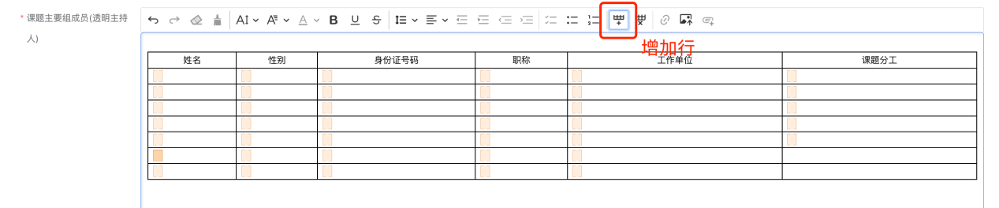 * 课题主要组成员(透明主持
人)
AI A B U S
增加行
姓名 性别 身份证号码 职称 工作单位 课题分工